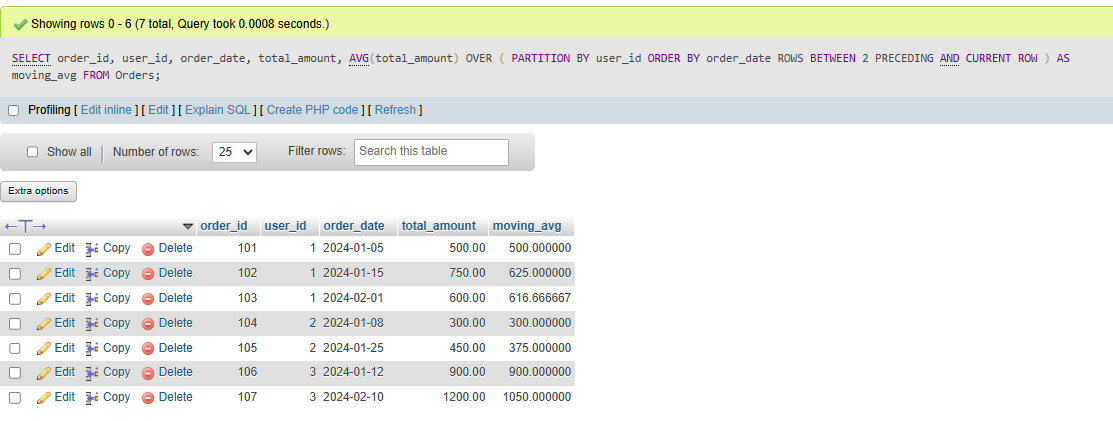 Showing rows 0 - 6 (7 total, Query took 0.0008 seconds.)
SELECT order_id, user_id, order_date, total_amount, AVG(total_amount) OVER ( PARTITION BY user_id ORDER BY order_date ROWS BETWEEN 2 PRECEDING AND CURRENT ROW ) AS
moving_avg FROM Orders;
Profiling [ Edit inline ] [ Edit ] [ Explain SQL ] [ Create PHP code ] [ Refresh ]
Show all | Number of rows: 25 Filter rows: Search this table
Extra options
←T→ order_id user_id order_date total_amount moving_avg
Edit Copy Delete 101 1 2024-01-05 500.00 500.000000
Edit Copy Delete 102 1 2024-01-15 750.00 625.000000
Edit Copy Delete 103 1 2024-02-01 600.00 616.666667
Edit Copy Delete 104 2 2024-01-08 300.00 300.000000
Edit Copy Delete 105 2 2024-01-25 450.00 375.000000
Edit Copy Delete 106 3 2024-01-12 900.00 900.000000
Edit Copy Delete 107 3 2024-02-10 1200.00 1050.000000